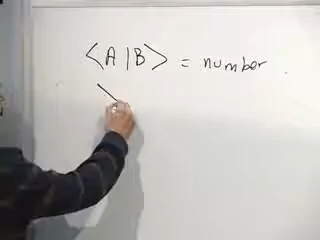 ⟨A|B⟩ = number